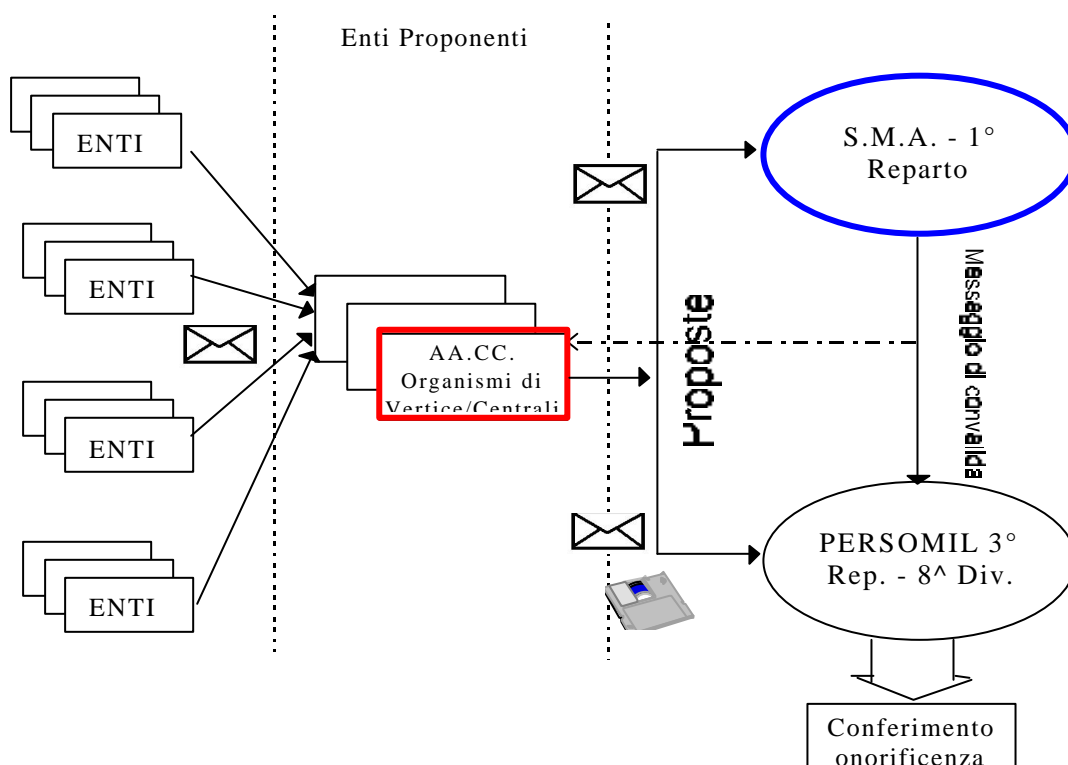 Enti Proponenti
ENTI
ENTI
ENTI
ENTI
AA.CC.
Organismi di
Vertice/Centrali
Proposte
S.M.A. - 1°
Reparto
Messaggio di convalida
PERSOMIL 3°
Rep. - 8^ Div.
Conferimento
onorificenza